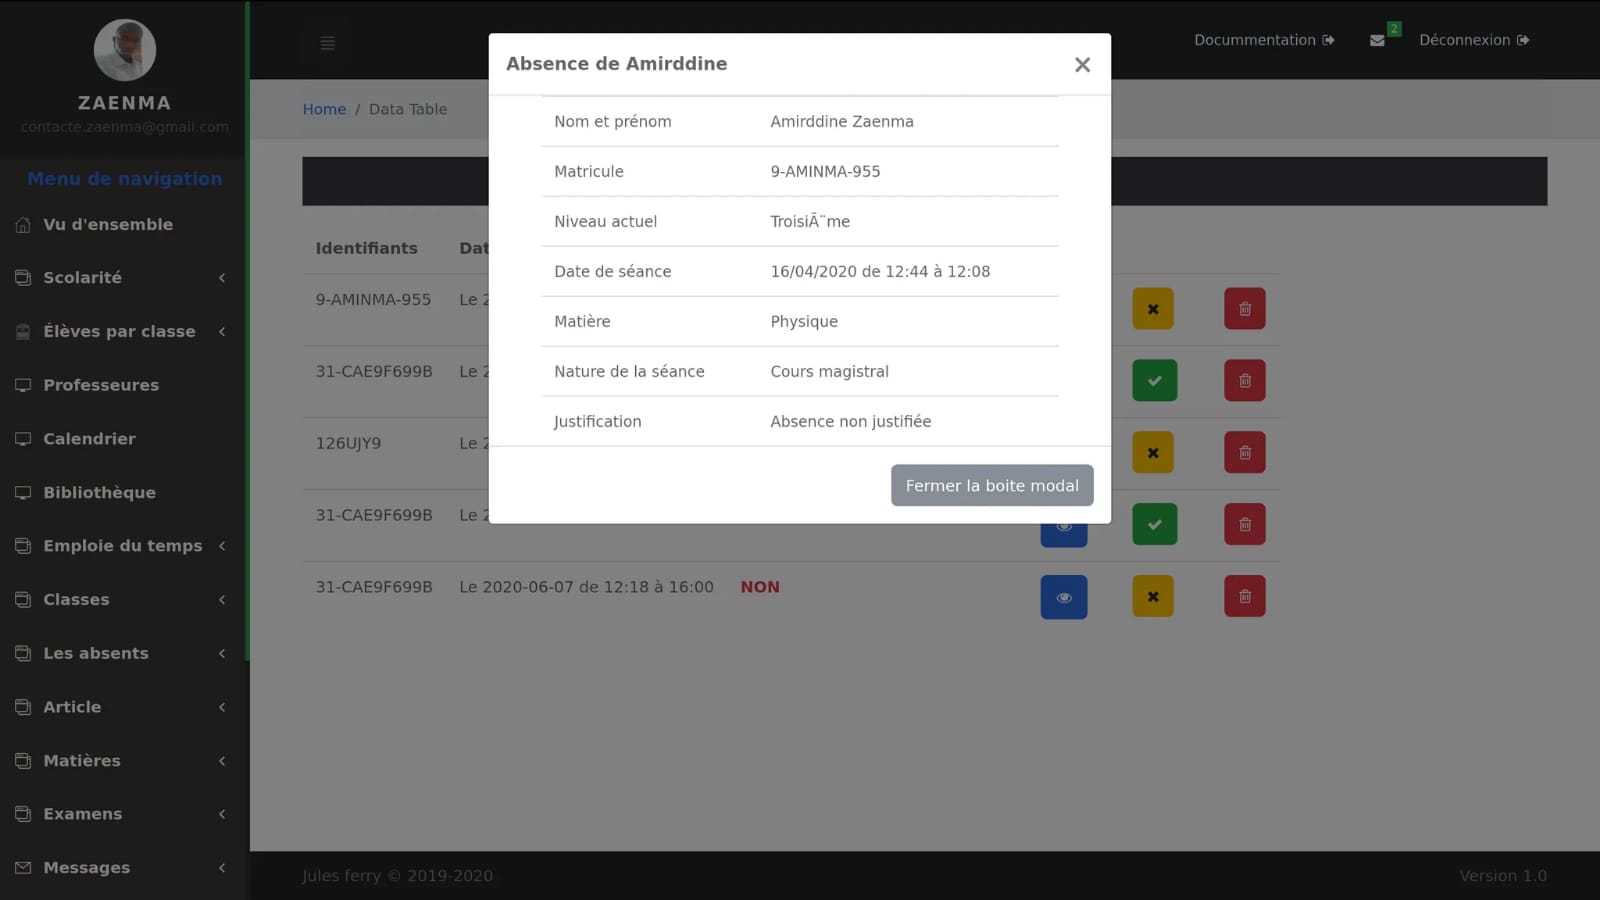 ZAENMA
contacte.zaenma@gmail.com
Menu de navigation
Vu d'ensemble
Scolarité
Élèves par classe
Professeures
Calendrier
Bibliothèque
Emploie du temps
Classes
Les absents
Article
Matières
Examens
Messages
Docummentation
2
Déconnexion
Home / Data Table
Absence de Amirddine
Nom et prénom Amirddine Zaenma
Matricule 9-AMINMA-955
Niveau actuel TroisiÃ¨me
Date de séance 16/04/2020 de 12:44 à 12:08
Matière Physique
Nature de la séance Cours magistral
Justification Absence non justifiée
Fermer la boite modal
Identifiants Dat
9-AMINMA-955 Le 2
31-CAE9F699B Le 2
126UJY9 Le 2
31-CAE9F699B Le 2
31-CAE9F699B Le 2020-06-07 de 12:18 à 16:00 NON
Jules ferry © 2019-2020
Version 1.0